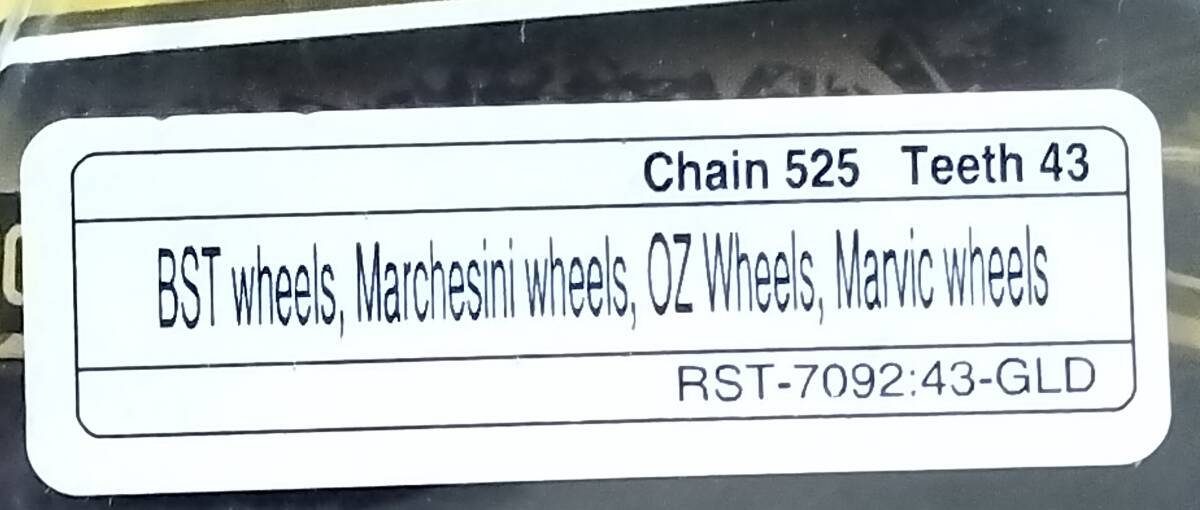 Chain 525 Teeth 43
BST wheels, Marchesini wheels, OZ Wheels, Marvic wheels
RST-7092:43-GLD